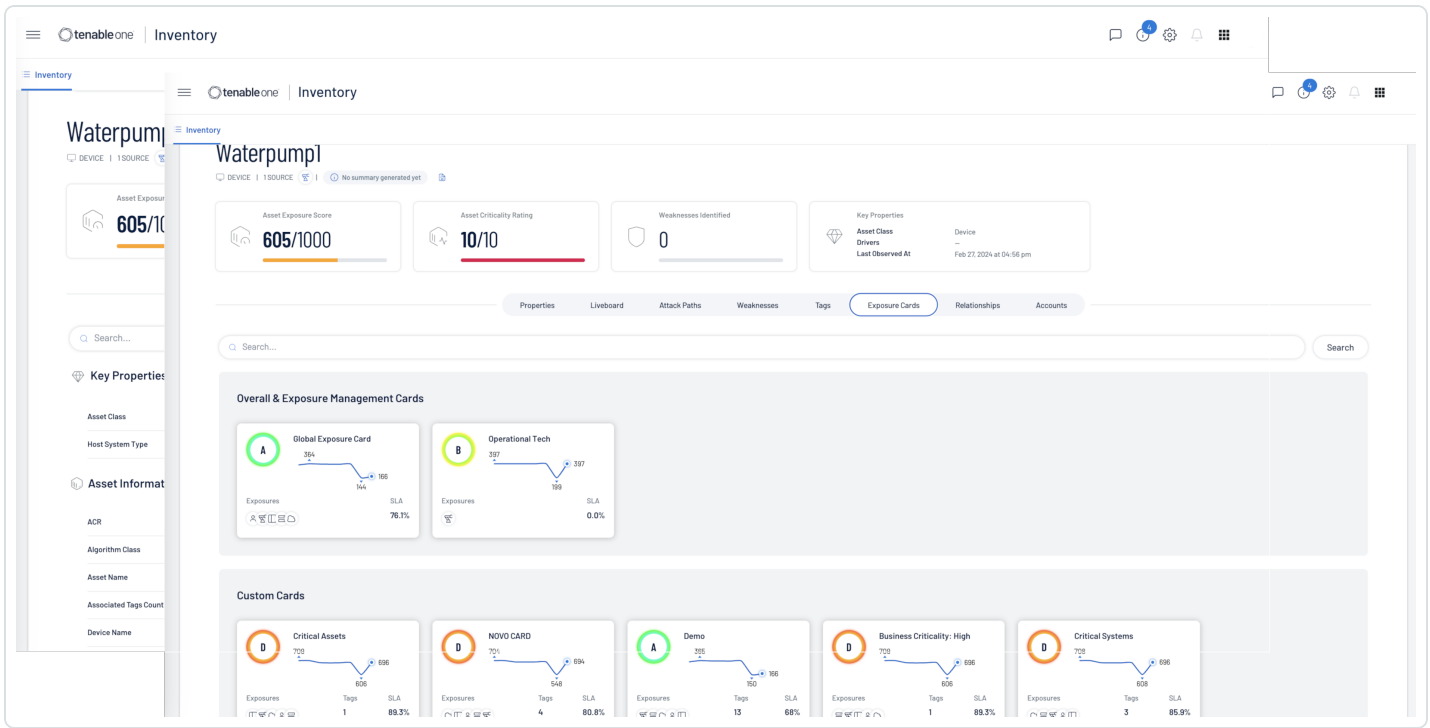 tenable one Inventory
4
Inventory
Waterpump
DEVICE | 1 SOURCE
Asset Exposur
605/10
Search...
Key Properties
Asset Class
Host System Type
Asset Informat
ACR
Algorithm Class
Asset Name
Associated Tags Count
Device Name
tenable one Inventory
4
Inventory
Waterpump1
DEVICE | 1 SOURCE | No summary generated yet
Asset Exposure Score
605/1000
Asset Criticality Rating
10/10
Weaknesses Identified
0
Key Properties
Asset Class Device
Drivers –
Last Observed At Feb 27, 2024 at 04:56 pm
Properties Liveboard Attack Paths Weaknesses Tags Exposure Cards Relationships Accounts
Search... Search
Overall & Exposure Management Cards
A Global Exposure Card
364
166
144
Exposures SLA
76.1%
B Operational Tech
397
397
199
Exposures SLA
0.0%
Custom Cards
D Critical Assets
709
696
606
Exposures Tags SLA
1 89.3%
D NOVO CARD
704
694
548
Exposures Tags SLA
4 80.8%
A Demo
365
166
150
Exposures Tags SLA
13 68%
D Business Criticality: High
709
696
606
Exposures Tags SLA
1 89.3%
D Critical Systems
708
696
608
Exposures Tags SLA
3 85.9%